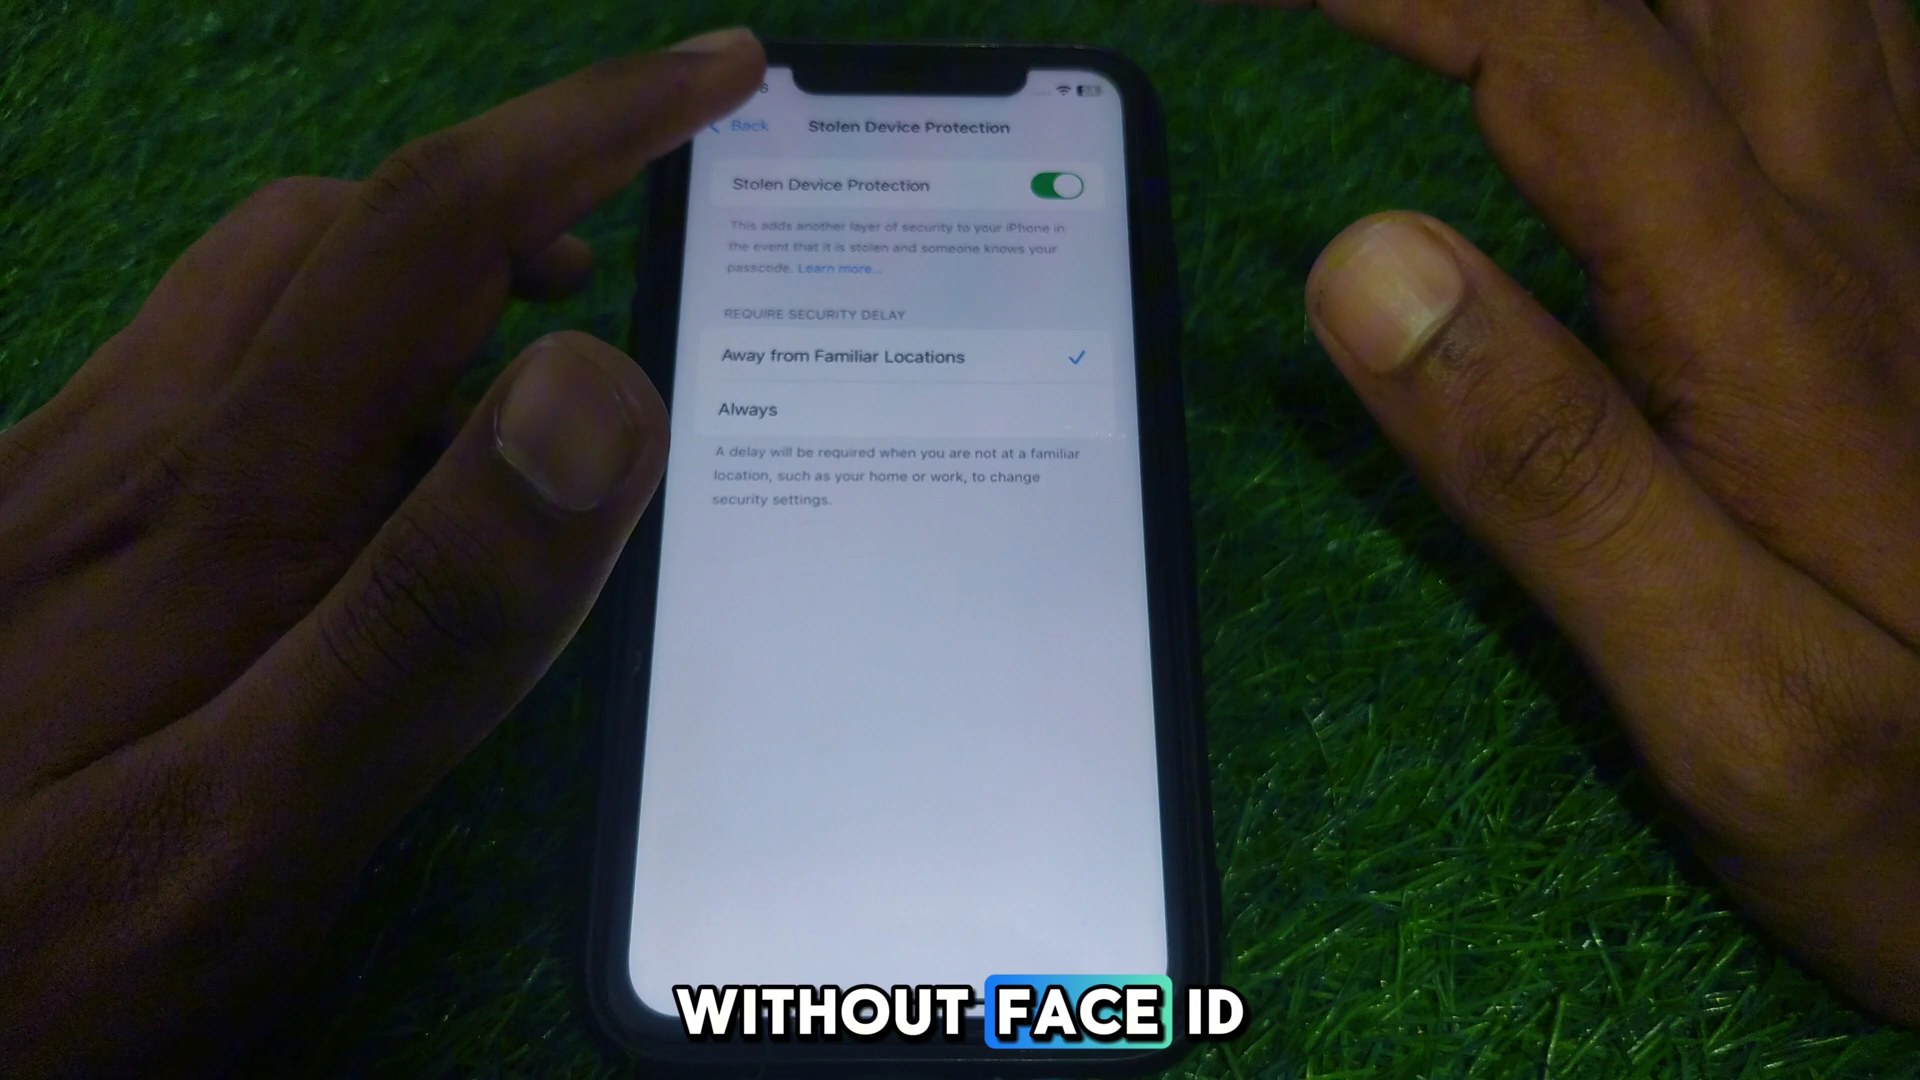 Back
Stolen Device Protection
Stolen Device Protection
This adds another layer of security to your iPhone in
the event that it is stolen and someone knows your
passcode. Learn more...
REQUIRE SECURITY DELAY
Away from Familiar Locations
Always
A delay will be required when you are not at a familiar
location, such as your home or work, to change
security settings.
WITHOUT FACE ID